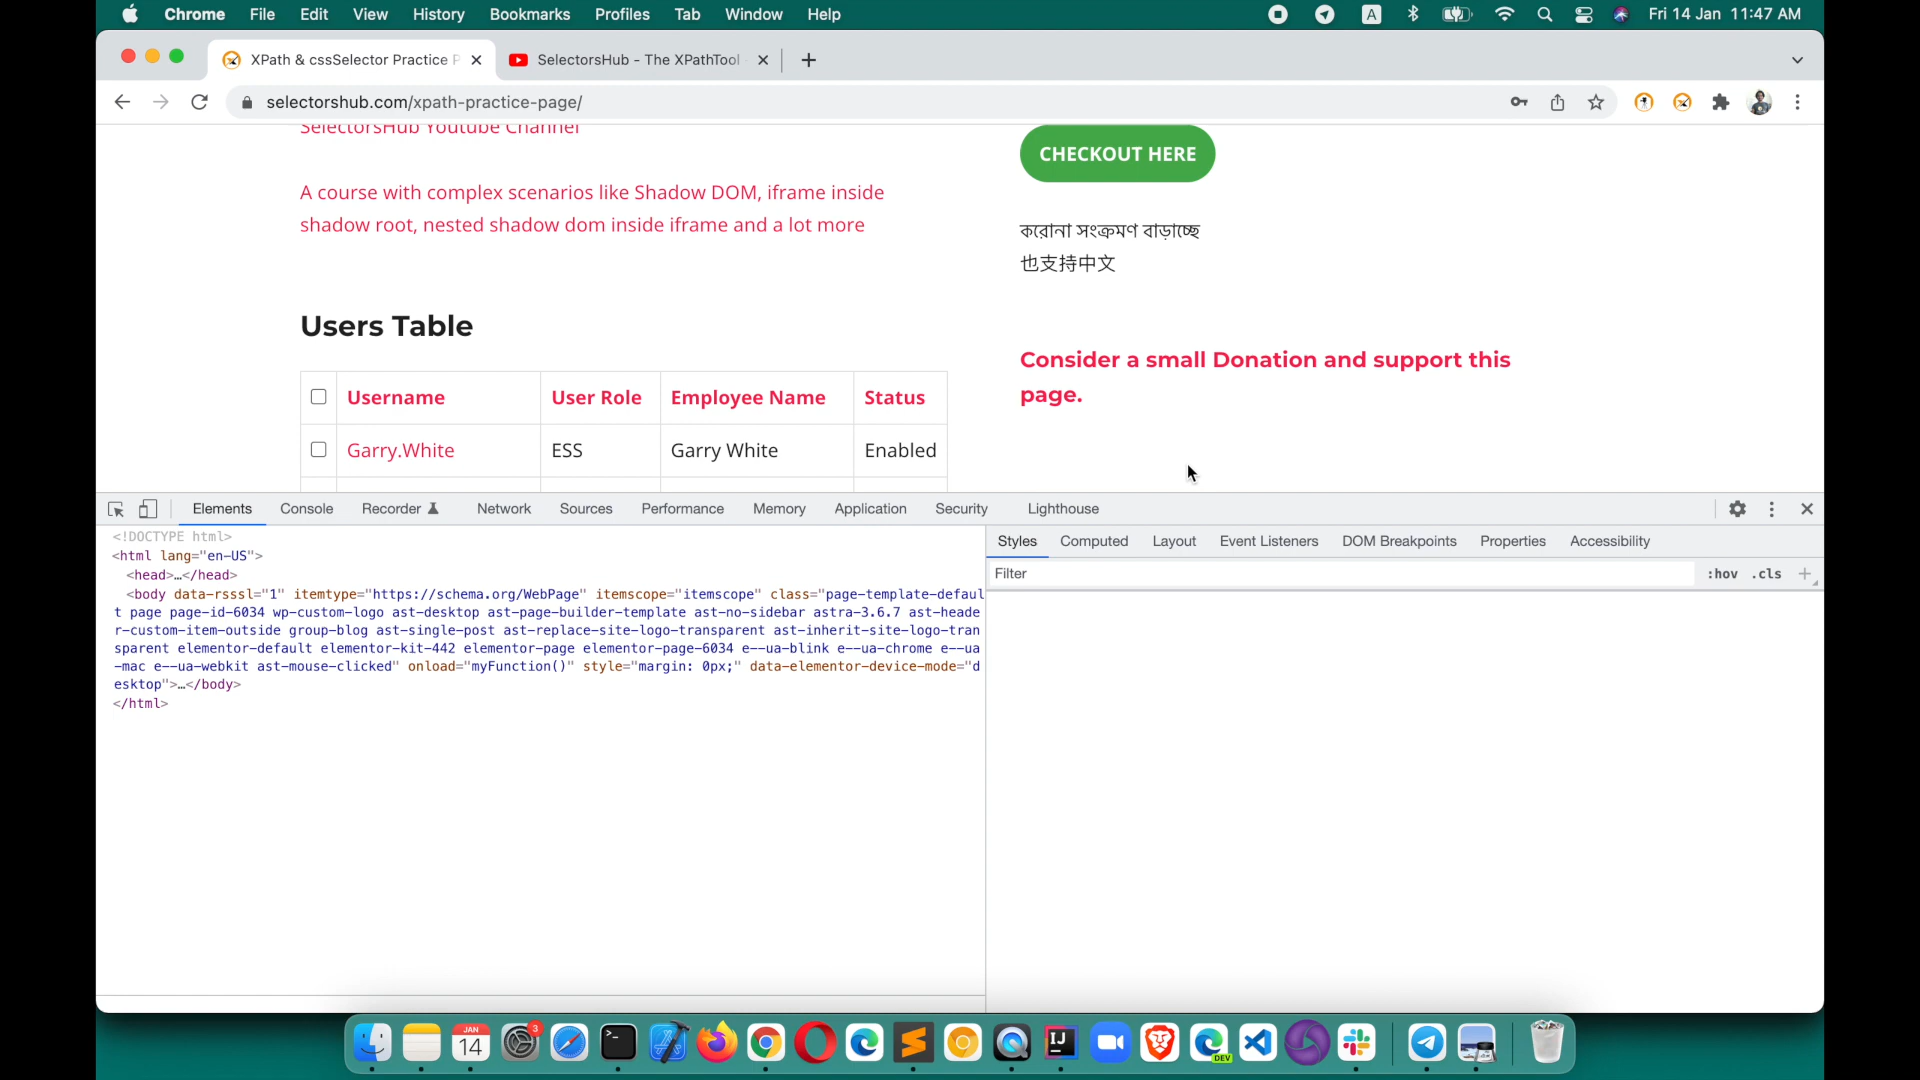 Chrome File Edit View History Bookmarks Profiles Tab Window Help
A
Fri 14 Jan 11:47 AM
XPath & cssSelector Practice P
SelectorsHub - The XPathTool
selectorshub.com/xpath-practice-page/
SelectorsHub Youtube Channel
A course with complex scenarios like Shadow DOM, iframe inside
shadow root, nested shadow dom inside iframe and a lot more
Users Table
Username User Role Employee Name Status
Garry.White ESS Garry White Enabled
CHECKOUT HERE
করোনা সংক্রমণ বাড়াচ্ছে
也支持中文
Consider a small Donation and support this
page.
Elements Console Recorder Network Sources Performance Memory Application Security Lighthouse
<!DOCTYPE html>
<html lang="en-US">
<head>…</head>
<body data-rsssl="1" itemtype="https://schema.org/WebPage" itemscope="itemscope" class="page-template-defaul
t page page-id-6034 wp-custom-logo ast-desktop ast-page-builder-template ast-no-sidebar astra-3.6.7 ast-heade
r-custom-item-outside group-blog ast-single-post ast-replace-site-logo-transparent ast-inherit-site-logo-tran
sparent elementor-default elementor-kit-442 elementor-page elementor-page-6034 e--ua-blink e--ua-chrome e--ua
-mac e--ua-webkit ast-mouse-clicked" onload="myFunction()" style="margin: 0px;" data-elementor-device-mode="d
esktop">…</body>
</html>
Styles Computed Layout Event Listeners DOM Breakpoints Properties Accessibility
Filter :hov .cls
JAN
14
3
IJ
DEV